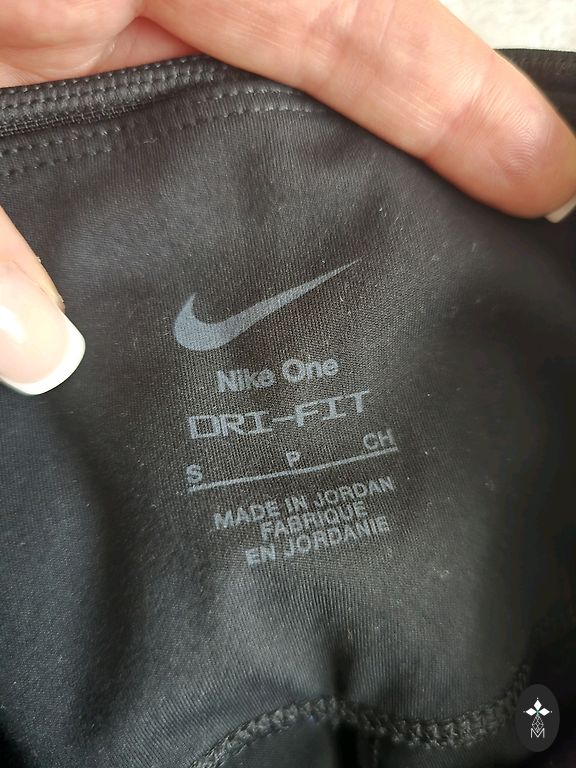 Nike One
DRI-FIT
S P CH
MADE IN JORDAN
FABRIQUE
EN JORDANIE
M